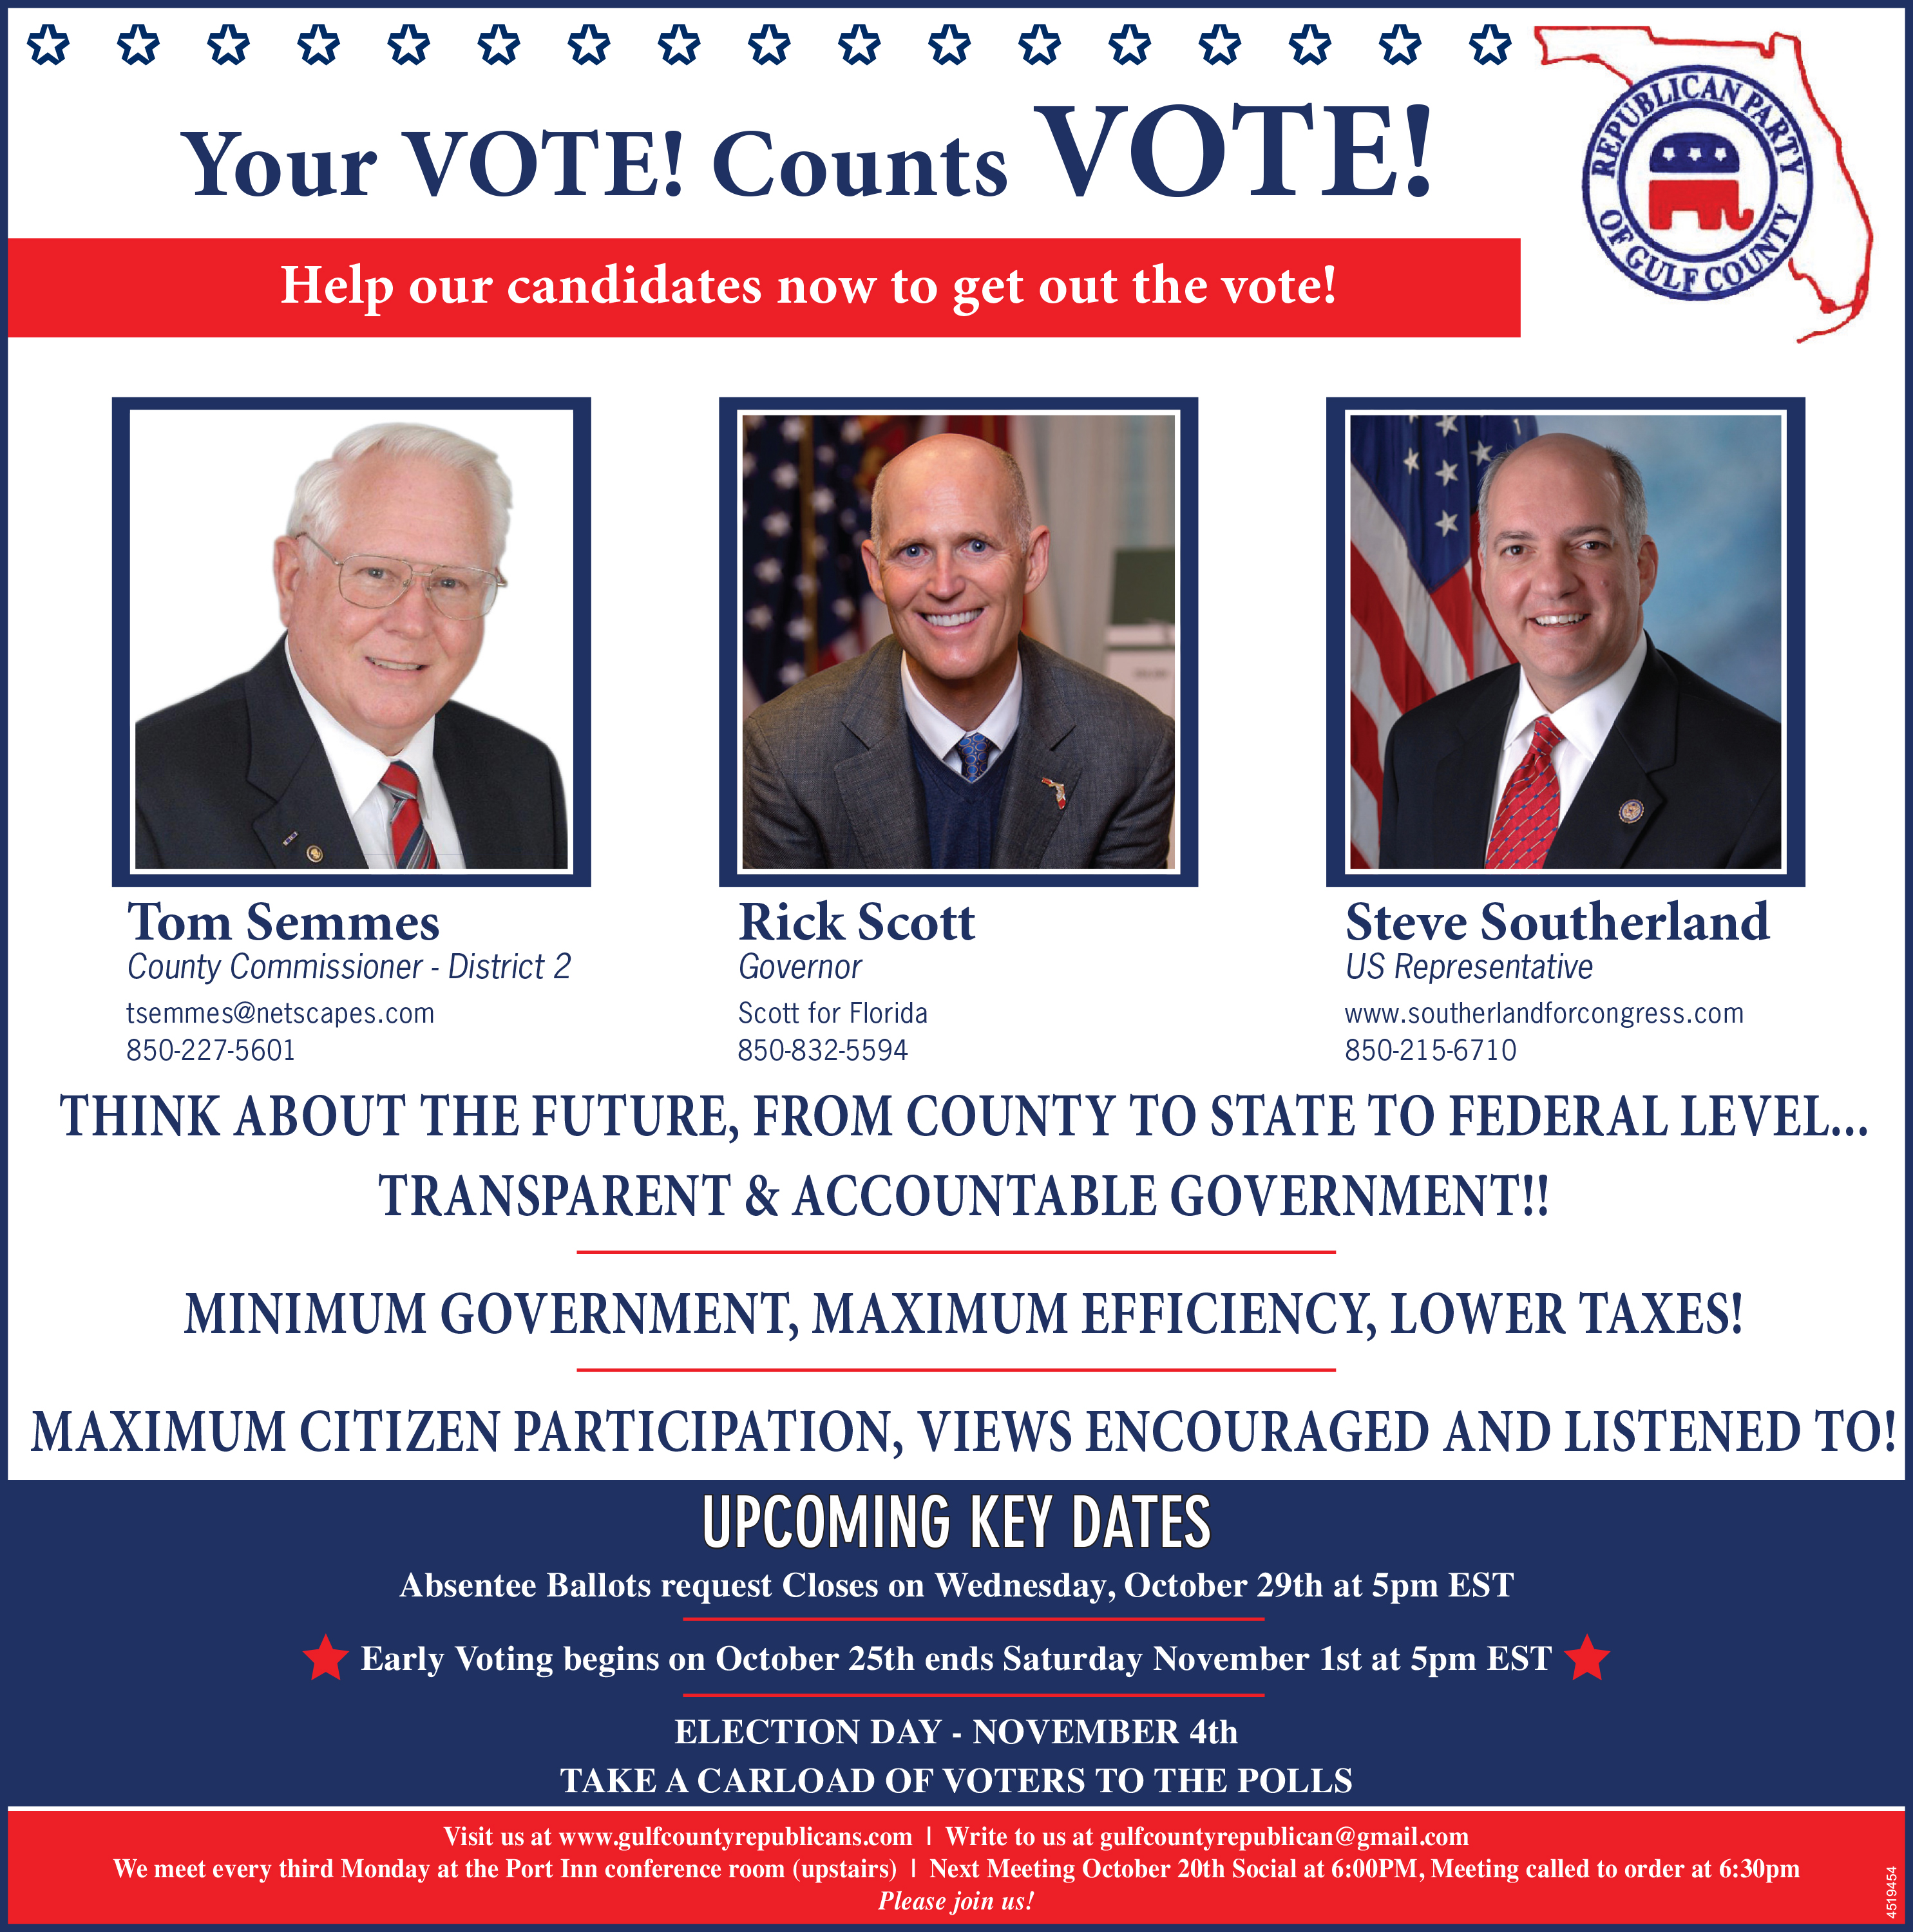 Your VOTE! Counts VOTE!
REPUBLICAN PARTY
OF GULF COUNTY
Help our candidates now to get out the vote!
Tom Semmes
County Commissioner - District 2
tsemmes@netscapes.com
850-227-5601
Rick Scott
Governor
Scott for Florida
850-832-5594
Steve Southerland
US Representative
www.southerlandforcongress.com
850-215-6710
THINK ABOUT THE FUTURE, FROM COUNTY TO STATE TO FEDERAL LEVEL...
TRANSPARENT & ACCOUNTABLE GOVERNMENT!!
MINIMUM GOVERNMENT, MAXIMUM EFFICIENCY, LOWER TAXES!
MAXIMUM CITIZEN PARTICIPATION, VIEWS ENCOURAGED AND LISTENED TO!
UPCOMING KEY DATES
Absentee Ballots request Closes on Wednesday, October 29th at 5pm EST
Early Voting begins on October 25th ends Saturday November 1st at 5pm EST
ELECTION DAY - NOVEMBER 4th
TAKE A CARLOAD OF VOTERS TO THE POLLS
Visit us at www.gulfcountyrepublicans.com | Write to us at gulfcountyrepublican@gmail.com
We meet every third Monday at the Port Inn conference room (upstairs) | Next Meeting October 20th Social at 6:00PM, Meeting called to order at 6:30pm
Please join us!
4519454